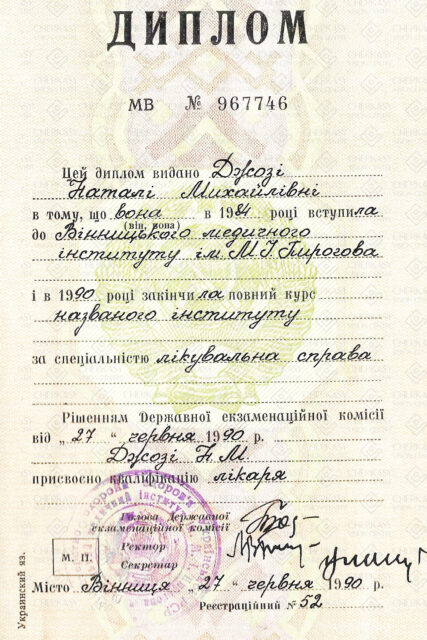 ДИПЛОМ
МВ № 967746
Цей диплом видано Джозі
Наталі Михайлівні
в тому, що вона в 1984 році вступила
(він, вона)
до Вінницького медичного
інституту ім. М.І. Пирогова
і в 1990 році закінчила повний курс
названого інституту
за спеціальністю лікувальна справа
Рішенням Державної екзаменаційної комісії
від „27“ червня 1990 р.
Джозі Н.М.
присвоєно кваліфікацію лікаря
Голова Державної
екзаменаційної комісії
Ректор
М. П.
Секретар
Місто Вінниця „27“ червня 1990 р.
Реєстраційний № 52
Украинский яз.